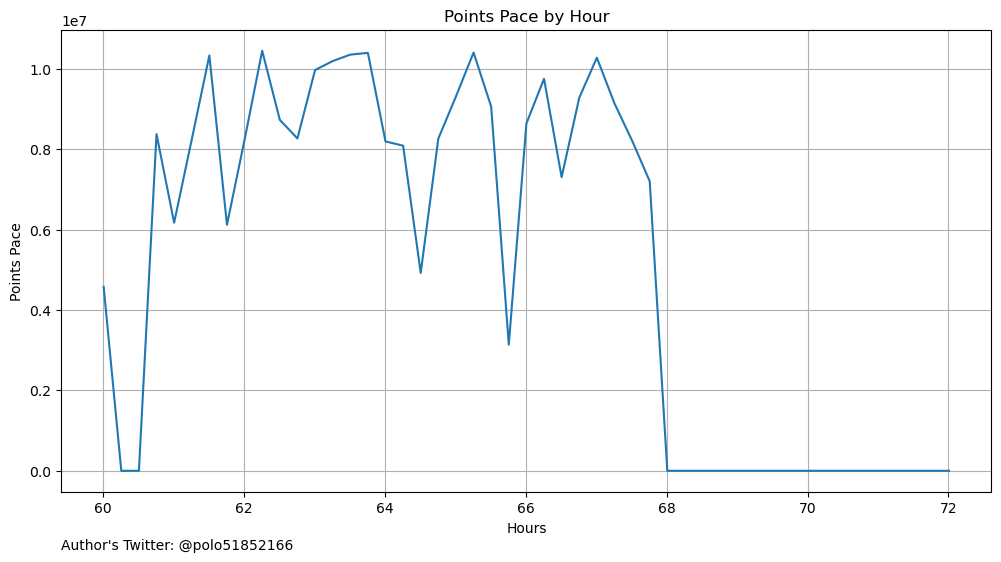 Points Pace by Hour
1e7
1.0
0.8
0.6
0.4
0.2
0.0
Points Pace
60 62 64 66 68 70 72
Hours
Author's Twitter: @polo51852166